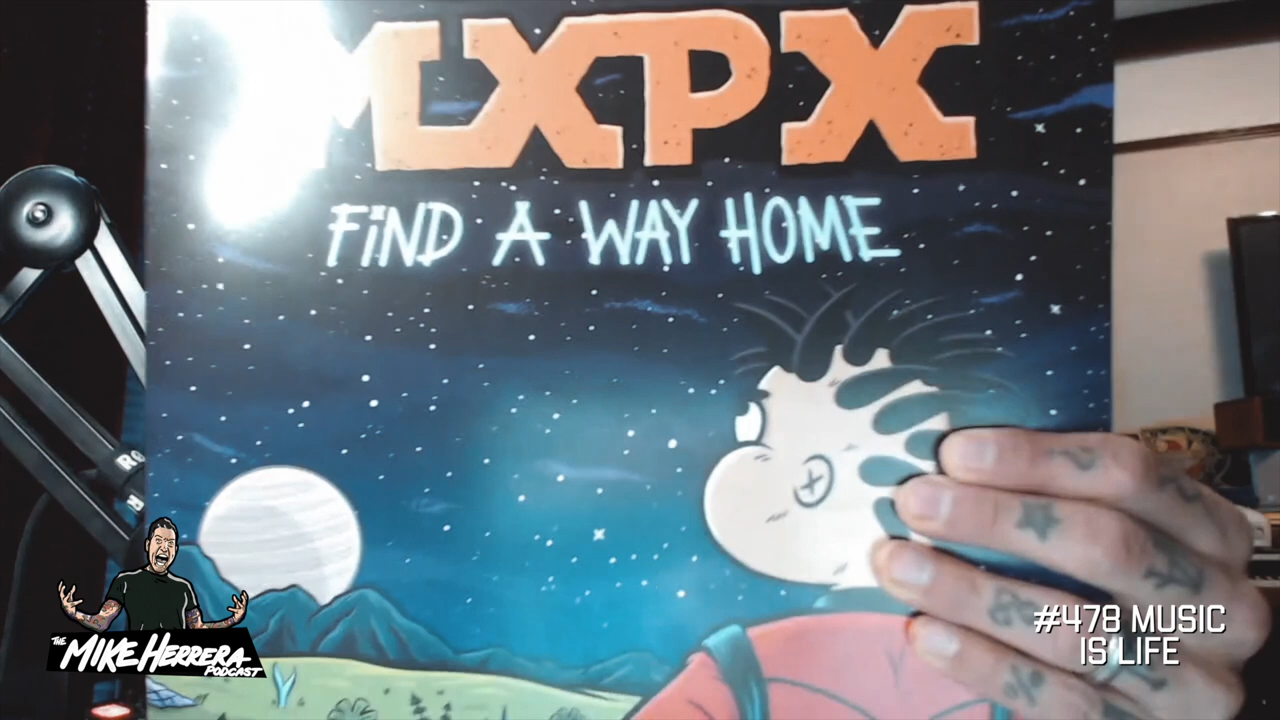 MXPX
FiND A WAY HOME
THE
MIKE HERRERA
PODCAST
#478 MUSIC
IS LIFE